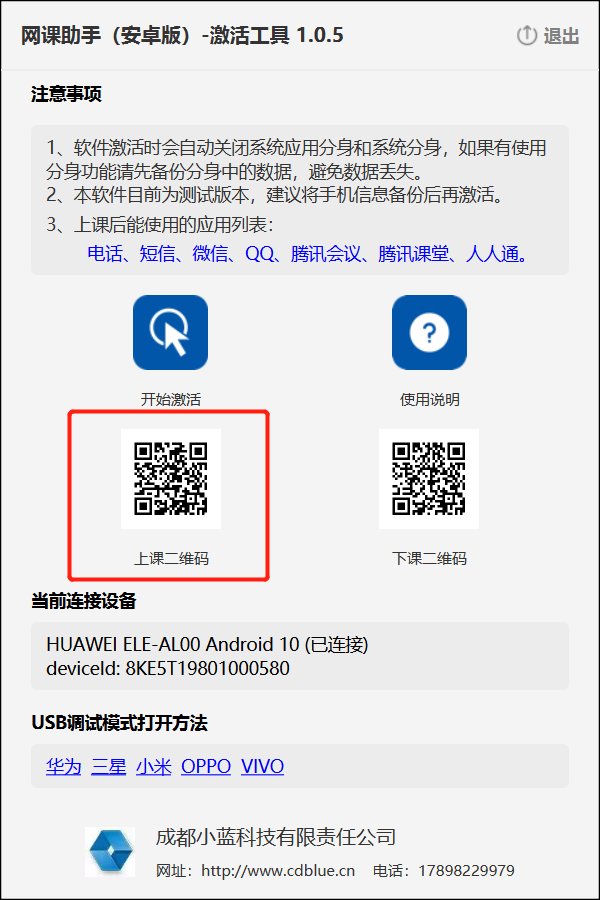 网课助手（安卓版）-激活工具 1.0.5
退出
注意事项
1、软件激活时会自动关闭系统应用分身和系统分身，如果有使用
分身功能请先备份分身中的数据，避免数据丢失。
2、本软件目前为测试版本，建议将手机信息备份后再激活。
3、上课后能使用的应用列表：
电话、短信、微信、QQ、腾讯会议、腾讯课堂、人人通。
开始激活
?
使用说明
上课二维码
下课二维码
当前连接设备
HUAWEI ELE-AL00 Android 10 (已连接)
deviceId: 8KE5T19801000580
USB调试模式打开方法
华为 三星 小米 OPPO VIVO
成都小蓝科技有限责任公司
网址：http://www.cdblue.cn 电话：17898229979